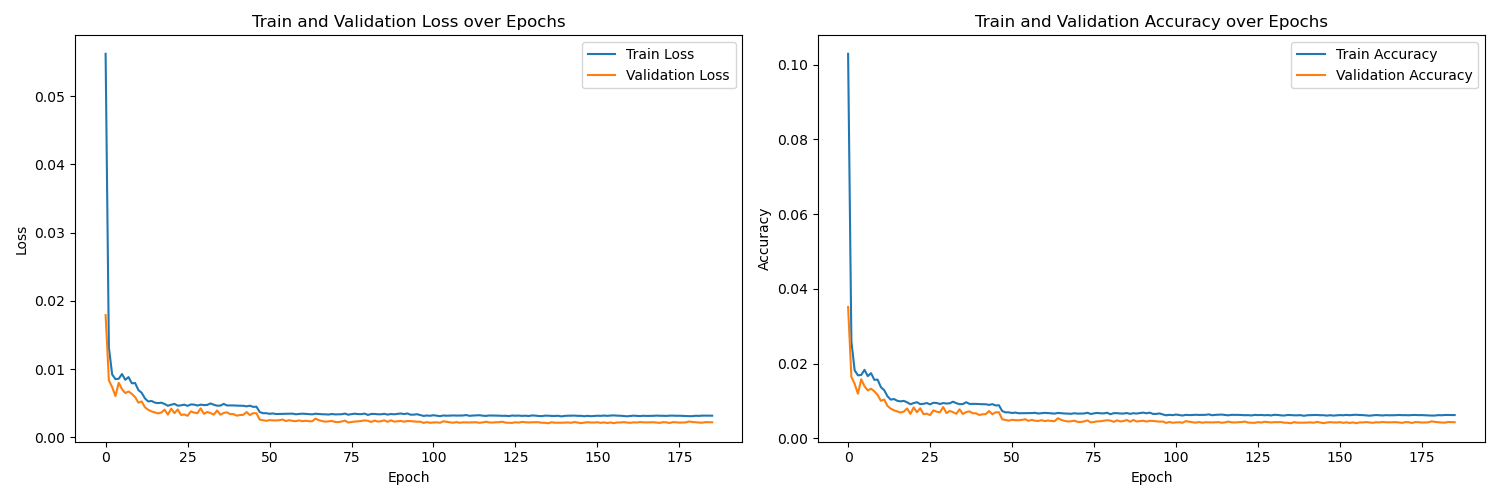 Train and Validation Loss over Epochs
Train Loss
Validation Loss
0.05
0.04
0.03
0.02
0.01
0.00
Loss
0 25 50 75 100 125 150 175
Epoch
Train and Validation Accuracy over Epochs
Train Accuracy
Validation Accuracy
0.10
0.08
0.06
0.04
0.02
0.00
Accuracy
0 25 50 75 100 125 150 175
Epoch